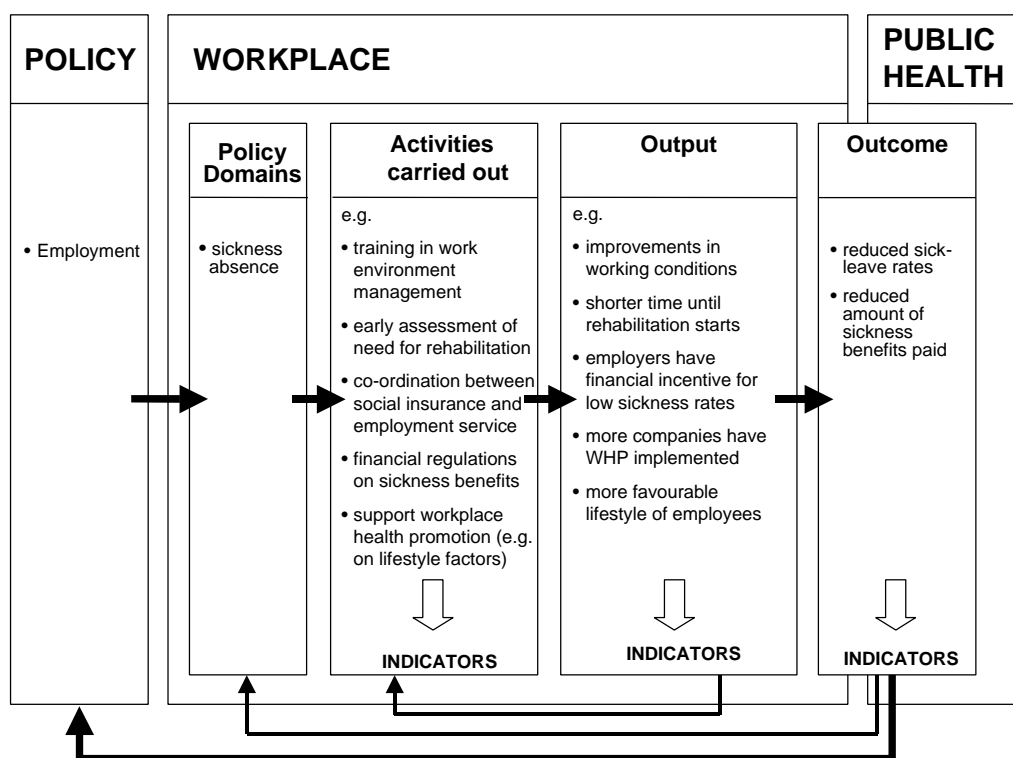 POLICY
WORKPLACE
PUBLIC
HEALTH
• Employment
Policy
Domains
• sickness
absence
Activities
carried out
e.g.
• training in work
environment
management
• early assessment of
need for rehabilitation
• co-ordination between
social insurance and
employment service
• financial regulations
on sickness benefits
• support workplace
health promotion (e.g.
on lifestyle factors)
INDICATORS
Output
e.g.
• improvements in
working conditions
• shorter time until
rehabilitation starts
• employers have
financial incentive for
low sickness rates
• more companies have
WHP implemented
• more favourable
lifestyle of employees
INDICATORS
Outcome
• reduced sick-
leave rates
• reduced
amount of
sickness
benefits paid
INDICATORS